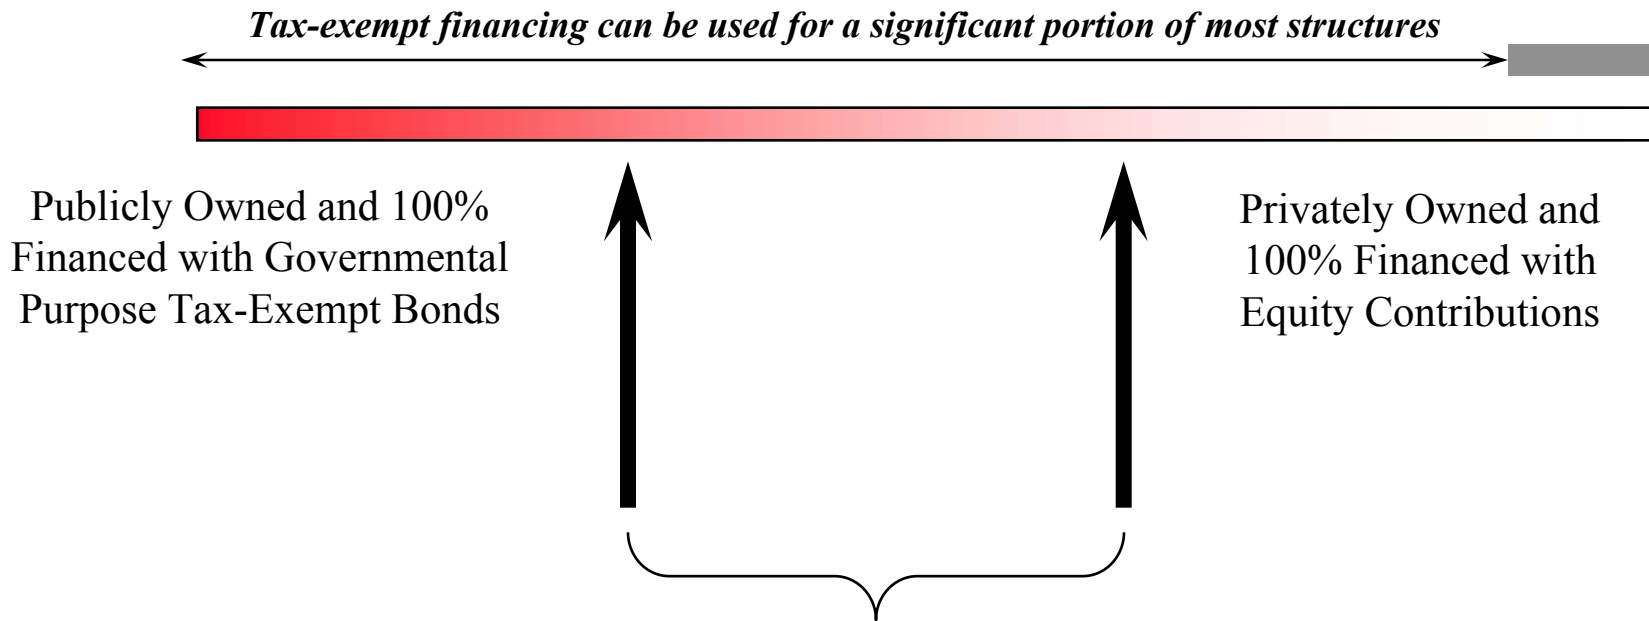 Tax-exempt financing can be used for a significant portion of most structures
Publicly Owned and 100%
Financed with Governmental
Purpose Tax-Exempt Bonds
Privately Owned and
100% Financed with
Equity Contributions